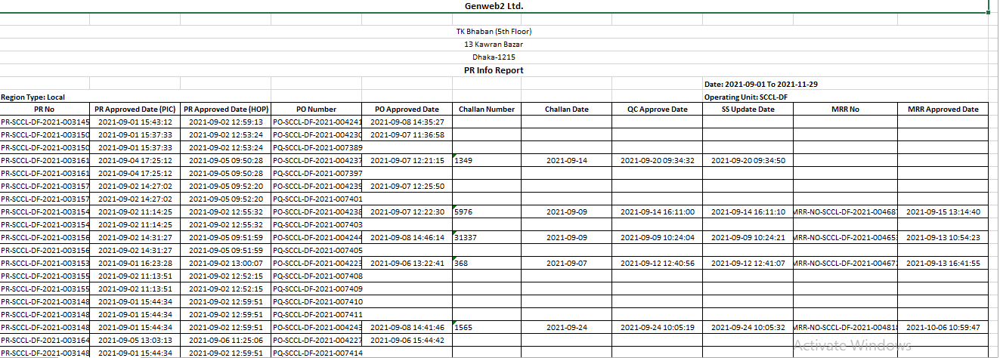 Genweb2 Ltd.
TK Bhaban (5th Floor)
13 Kawran Bazar
Dhaka-1215
PR Info Report
Date: 2021-09-01 To 2021-11-29
Region Type: Local Operating Unit: SCCL-DF
PR No PR Approved Date (PIC) PR Approved Date (HOP) PO Number PO Approved Date Challan Number Challan Date QC Approve Date SS Update Date MRR No MRR Approved Date
PR-SCCL-DF-2021-003145 2021-09-01 15:43:12 2021-09-02 12:59:13 PO-SCCL-DF-2021-004241 2021-09-08 14:35:27
PR-SCCL-DF-2021-003150 2021-09-01 15:37:33 2021-09-02 12:53:24 PO-SCCL-DF-2021-004230 2021-09-07 11:36:58
PR-SCCL-DF-2021-003150 2021-09-01 15:37:33 2021-09-02 12:53:24 PQ-SCCL-DF-2021-007389
PR-SCCL-DF-2021-003161 2021-09-04 17:25:12 2021-09-05 09:50:28 PO-SCCL-DF-2021-004237 2021-09-07 12:21:15 1349 2021-09-14 2021-09-20 09:34:32 2021-09-20 09:34:50
PR-SCCL-DF-2021-003161 2021-09-04 17:25:12 2021-09-05 09:50:28 PQ-SCCL-DF-2021-007397
PR-SCCL-DF-2021-003157 2021-09-02 14:27:02 2021-09-05 09:52:20 PO-SCCL-DF-2021-004239 2021-09-07 12:25:50
PR-SCCL-DF-2021-003157 2021-09-02 14:27:02 2021-09-05 09:52:20 PQ-SCCL-DF-2021-007401
PR-SCCL-DF-2021-003154 2021-09-02 11:14:25 2021-09-02 12:55:32 PO-SCCL-DF-2021-004238 2021-09-07 12:22:30 5976 2021-09-09 2021-09-14 16:11:00 2021-09-14 16:11:10 MRR-NO-SCCL-DF-2021-004687 2021-09-15 13:14:40
PR-SCCL-DF-2021-003154 2021-09-02 11:14:25 2021-09-02 12:55:32 PQ-SCCL-DF-2021-007403
PR-SCCL-DF-2021-003156 2021-09-02 14:31:27 2021-09-05 09:51:59 PO-SCCL-DF-2021-004244 2021-09-08 14:46:14 31337 2021-09-09 2021-09-09 10:24:04 2021-09-09 10:24:21 MRR-NO-SCCL-DF-2021-004653 2021-09-13 10:54:23
PR-SCCL-DF-2021-003156 2021-09-02 14:31:27 2021-09-05 09:51:59 PQ-SCCL-DF-2021-007405
PR-SCCL-DF-2021-003153 2021-09-01 16:23:28 2021-09-02 13:00:07 PO-SCCL-DF-2021-004223 2021-09-06 13:22:41 368 2021-09-07 2021-09-12 12:40:56 2021-09-12 12:41:07 MRR-NO-SCCL-DF-2021-004672 2021-09-13 16:41:55
PR-SCCL-DF-2021-003155 2021-09-02 11:13:51 2021-09-02 12:52:15 PQ-SCCL-DF-2021-007408
PR-SCCL-DF-2021-003155 2021-09-02 11:13:51 2021-09-02 12:52:15 PQ-SCCL-DF-2021-007409
PR-SCCL-DF-2021-003148 2021-09-01 15:44:34 2021-09-02 12:59:51 PQ-SCCL-DF-2021-007410
PR-SCCL-DF-2021-003148 2021-09-01 15:44:34 2021-09-02 12:59:51 PQ-SCCL-DF-2021-007411
PR-SCCL-DF-2021-003148 2021-09-01 15:44:34 2021-09-02 12:59:51 PO-SCCL-DF-2021-004243 2021-09-08 14:41:46 1565 2021-09-24 2021-09-24 10:05:19 2021-09-24 10:05:32 MRR-NO-SCCL-DF-2021-004818 2021-10-06 10:59:47
PR-SCCL-DF-2021-003164 2021-09-05 13:03:13 2021-09-06 11:25:06 PO-SCCL-DF-2021-004227 2021-09-06 15:44:42
PR-SCCL-DF-2021-003148 2021-09-01 15:44:34 2021-09-02 12:59:51 PQ-SCCL-DF-2021-007414
Activate Windows